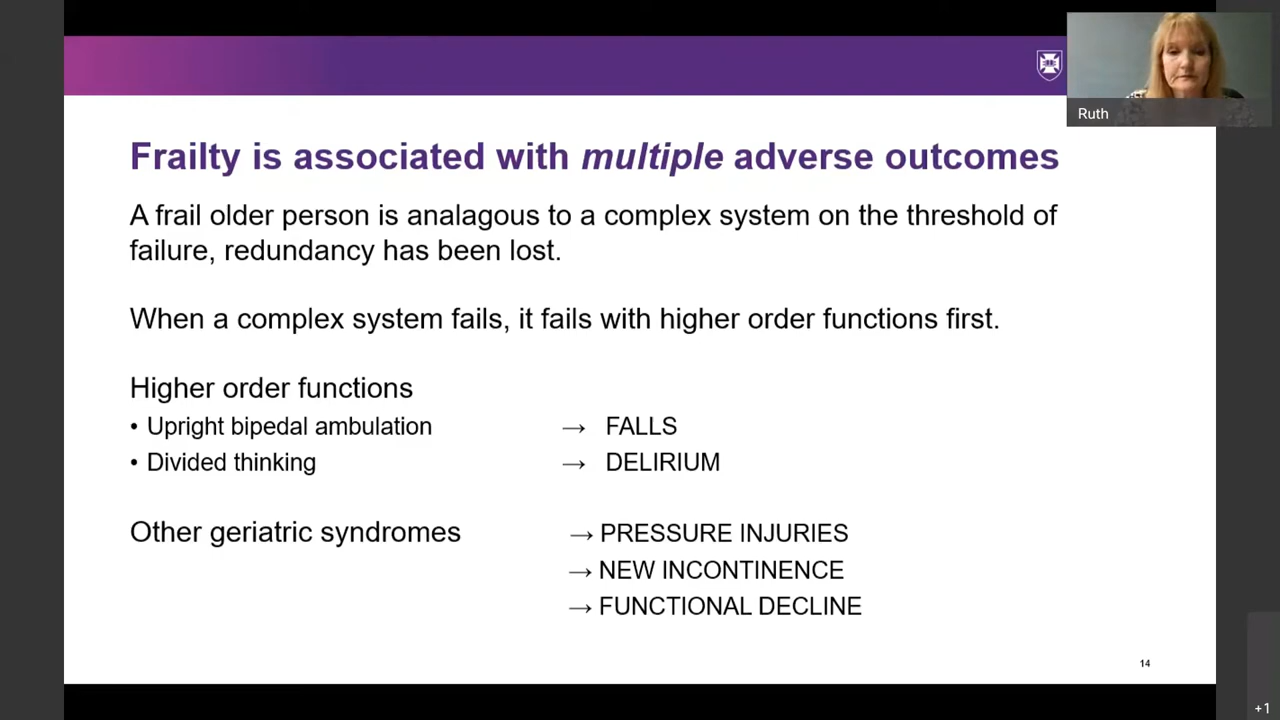 Ruth
Frailty is associated with multiple adverse outcomes
A frail older person is analagous to a complex system on the threshold of
failure, redundancy has been lost.
When a complex system fails, it fails with higher order functions first.
Higher order functions
• Upright bipedal ambulation → FALLS
• Divided thinking → DELIRIUM
Other geriatric syndromes → PRESSURE INJURIES
→ NEW INCONTINENCE
→ FUNCTIONAL DECLINE
14
+1